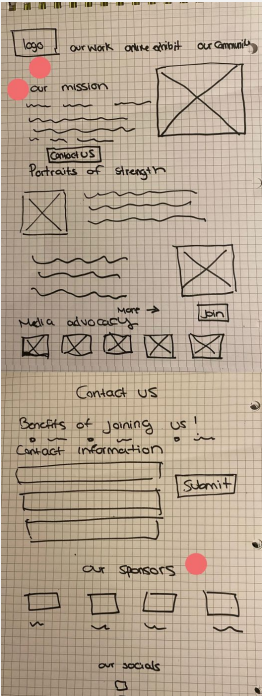 logo our work online exhibit our community
our mission
Contact US
Portraits of strength
More →
Join
Media advocacy
Contact US
Benefits of joining us!
Contact information
Submit
our sponsors
our socials